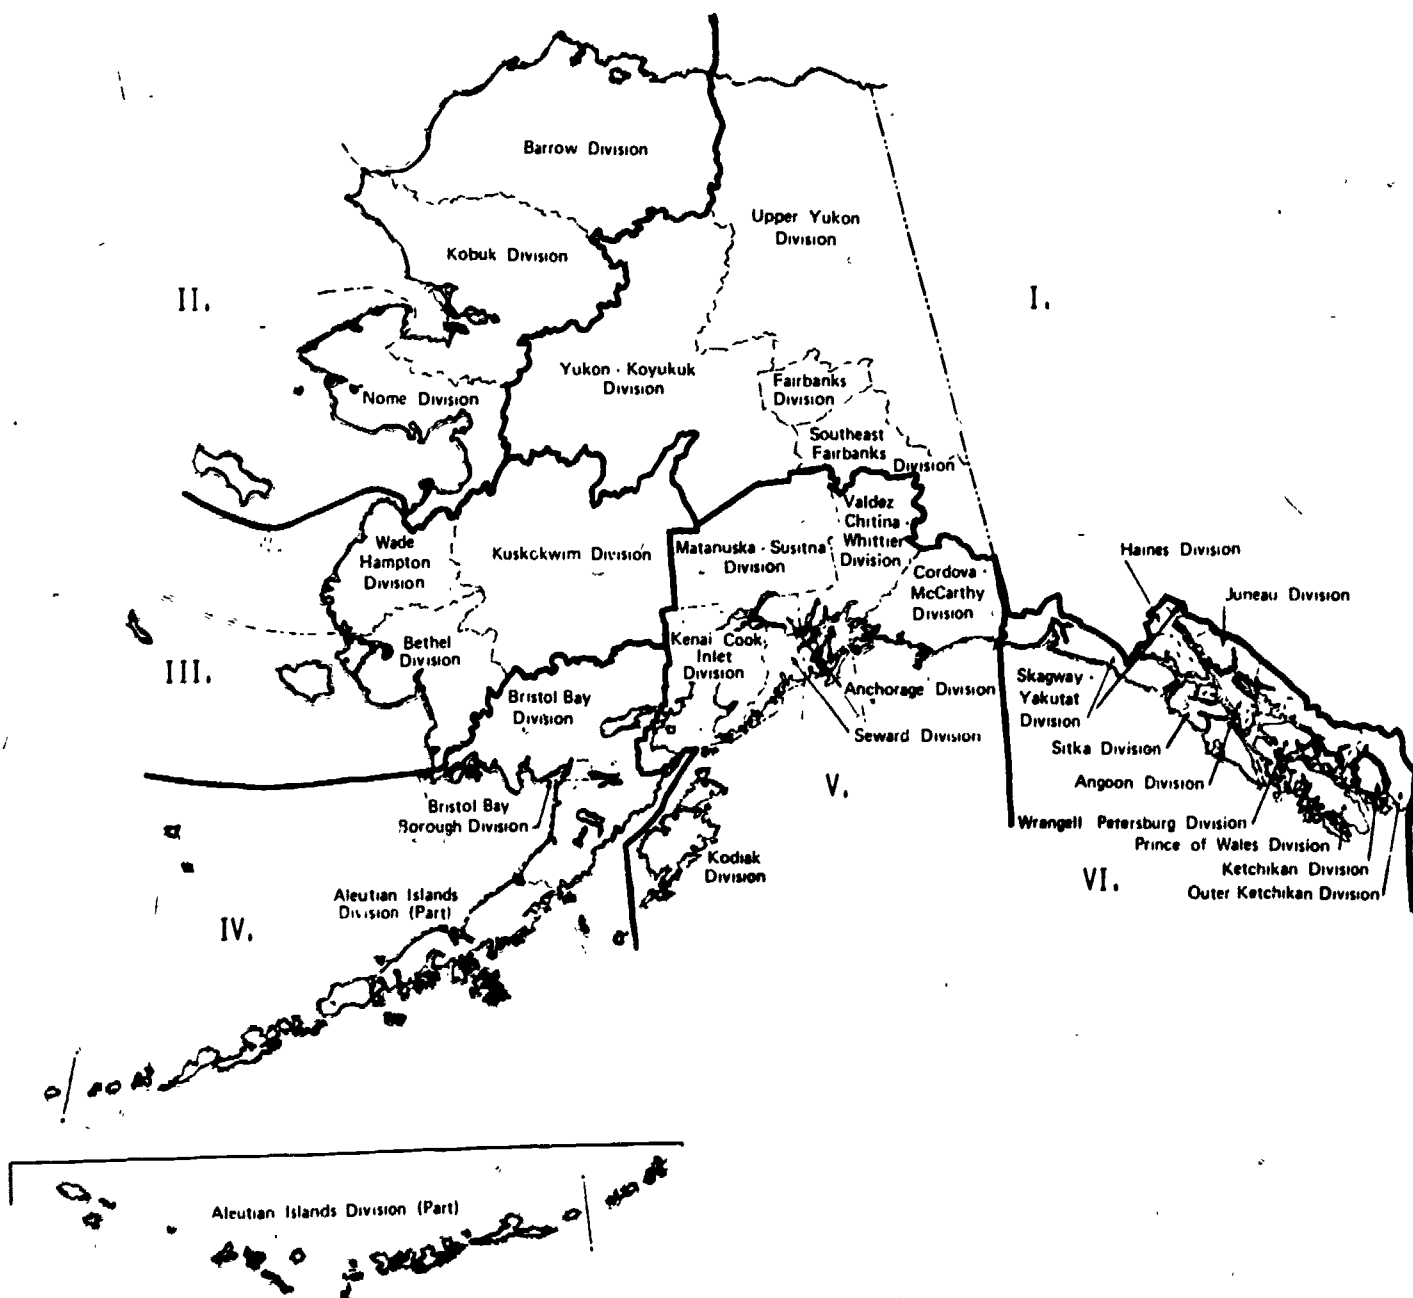 Barrow Division
Upper Yukon
Division
Kobuk Division
II.
I.
Yukon - Koyukuk
Division
Fairbanks
Division
Nome Division
Southeast
Fairbanks
Division
Valdez
Chitina
Whittier
Division
Wade
Hampton
Division
Kuskokwim Division
Matanuska - Susitna
Division
Cordova -
McCarthy
Division
Haines Division
Juneau Division
Bethel
Division
III.
Kenai Cook
Inlet
Division
Bristol Bay
Division
Anchorage Division
Skagway -
Yakutat
Division
Seward Division
Sitka Division
V.
Angoon Division
Bristol Bay
Borough Division
Wrangell Petersburg Division
Prince of Wales Division
Kodiak
Division
Ketchikan Division
VI.
Outer Ketchikan Division
Aleutian Islands
Division (Part)
IV.
Aleutian Islands Division (Part)